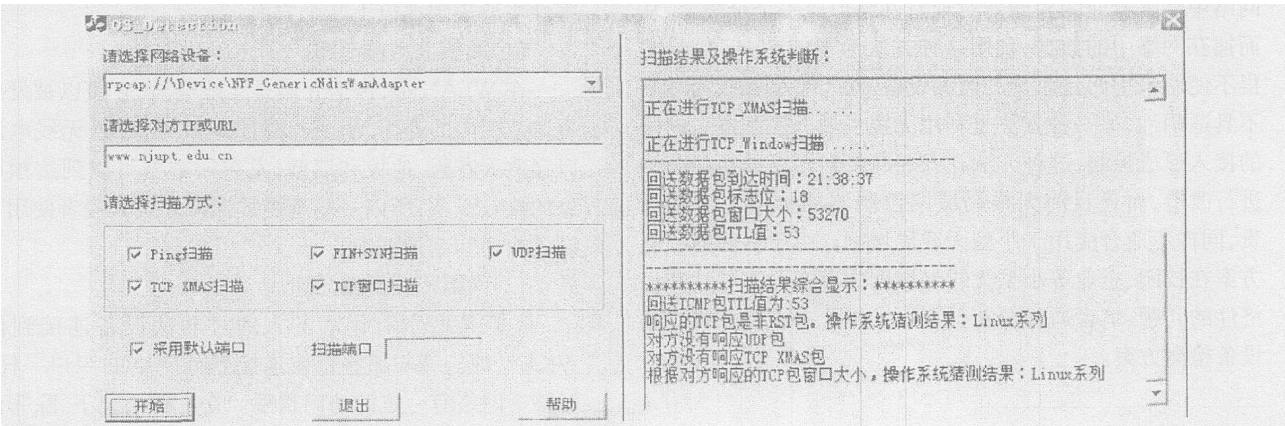 OS_Detection
请选择网络设备：
rpcap://\Device\NPF_GenericNdisWanAdapter
请选择对方IP或URL
www.njupt.edu.cn
请选择扫描方式：
Ping扫描
FIN+SYN扫描
UDP扫描
TCP XMAS扫描
TCP窗口扫描
采用默认端口
扫描端口
开始
退出
帮助
扫描结果及操作系统判断：
正在进行TCP_XMAS扫描......
正在进行TCP_Window扫描.....
--------------------------------------------
回送数据包到达时间：21:38:37
回送数据包标志位：18
回送数据包窗口大小：53270
回送数据包TTL值：53
--------------------------------------------
--------------------------------------------
**********扫描结果综合显示：**********
回送ICMP包TTL值为:53
响应的TCP包是非RST包。操作系统猜测结果：Linux系列
对方没有响应UDP包
对方没有响应TCP XMAS包
根据对方响应的TCP包窗口大小，操作系统猜测结果：Linux系列